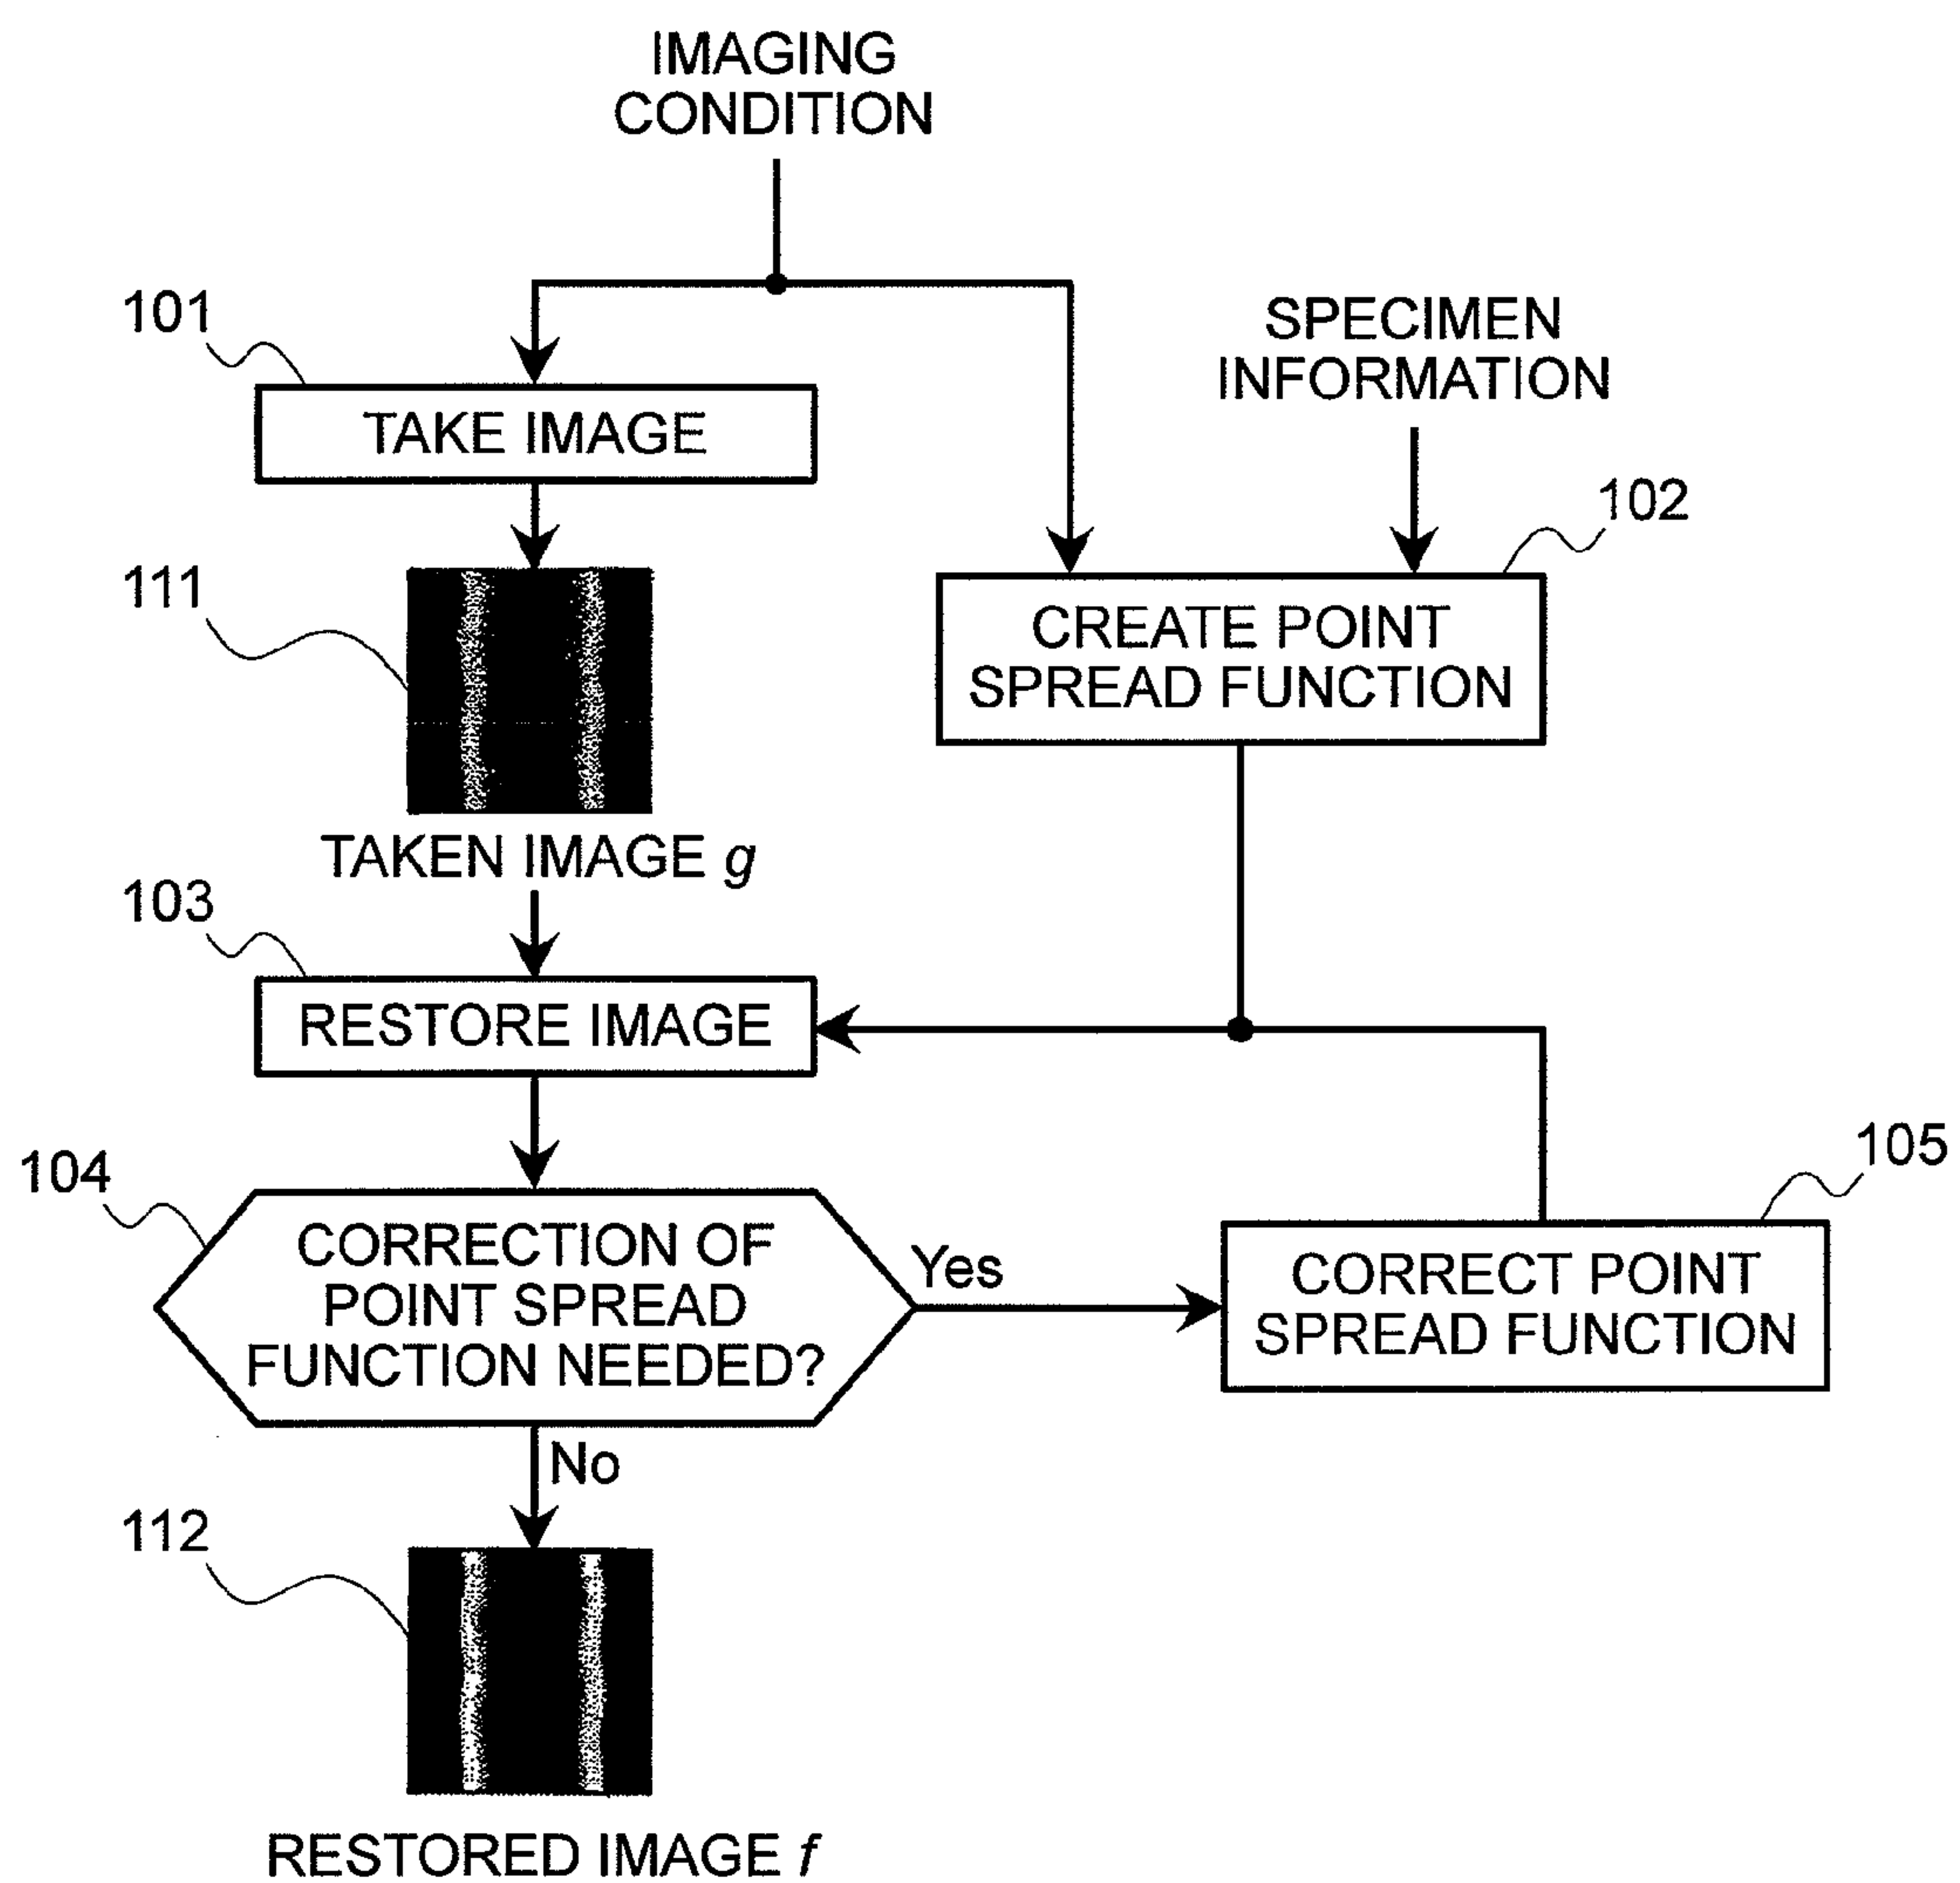 IMAGING
CONDITION
101
TAKE IMAGE
SPECIMEN
INFORMATION
102
CREATE POINT
SPREAD FUNCTION
111
TAKEN IMAGE g
103
RESTORE IMAGE
104
CORRECTION OF
POINT SPREAD
FUNCTION NEEDED?
Yes
105
CORRECT POINT
SPREAD FUNCTION
No
112
RESTORED IMAGE f